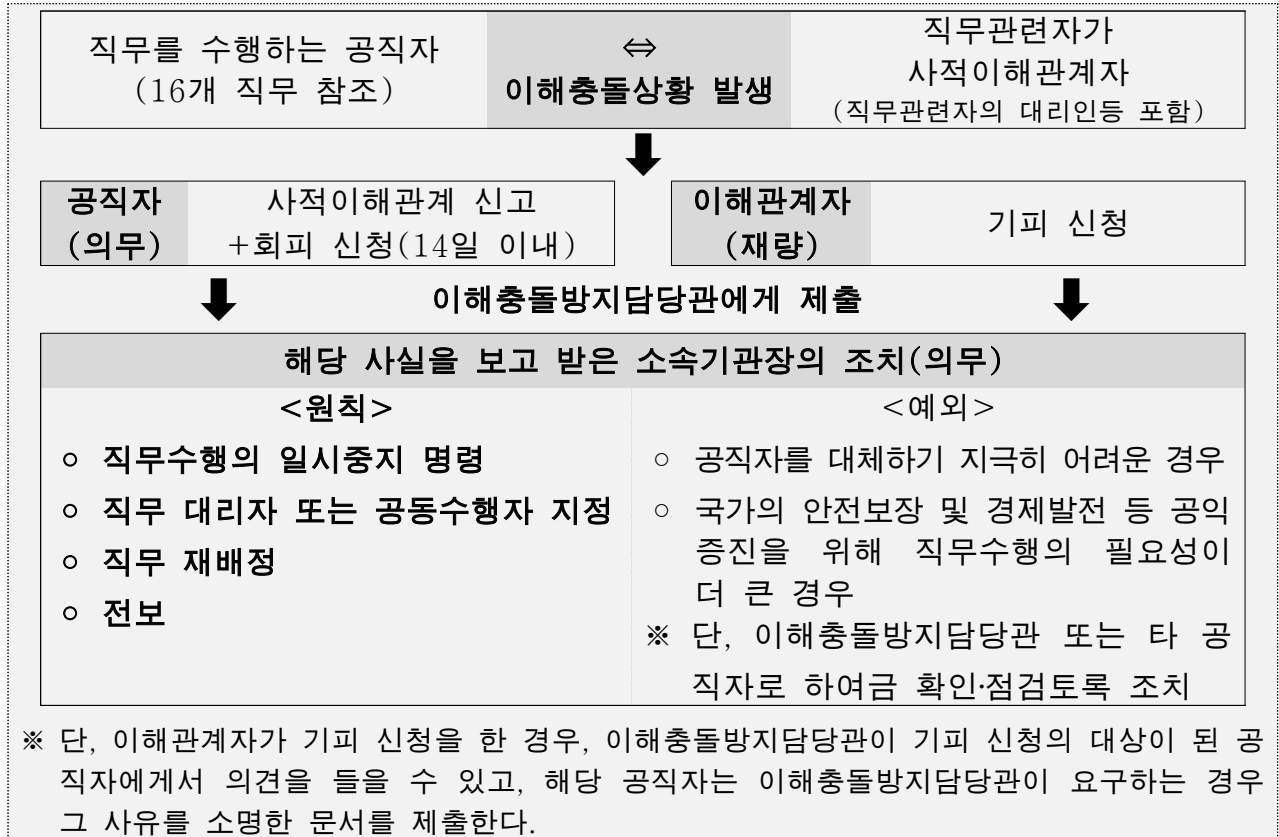 직무를 수행하는 공직자
(16개 직무 참조)
⇔
이해충돌상황 발생
직무관련자가
사적이해관계자
(직무관련자의 대리인등 포함)
공직자
(의무)
사적이해관계 신고
+회피 신청(14일 이내)
이해관계자
(재량)
기피 신청
이해충돌방지담당관에게 제출
해당 사실을 보고 받은 소속기관장의 조치(의무)
<원칙>
○ 직무수행의 일시중지 명령
○ 직무 대리자 또는 공동수행자 지정
○ 직무 재배정
○ 전보
<예외>
○ 공직자를 대체하기 지극히 어려운 경우
○ 국가의 안전보장 및 경제발전 등 공익
증진을 위해 직무수행의 필요성이
더 큰 경우
※ 단, 이해충돌방지담당관 또는 타 공
직자로 하여금 확인·점검토록 조치
※ 단, 이해관계자가 기피 신청을 한 경우, 이해충돌방지담당관이 기피 신청의 대상이 된 공
직자에게서 의견을 들을 수 있고, 해당 공직자는 이해충돌방지담당관이 요구하는 경우
그 사유를 소명한 문서를 제출한다.